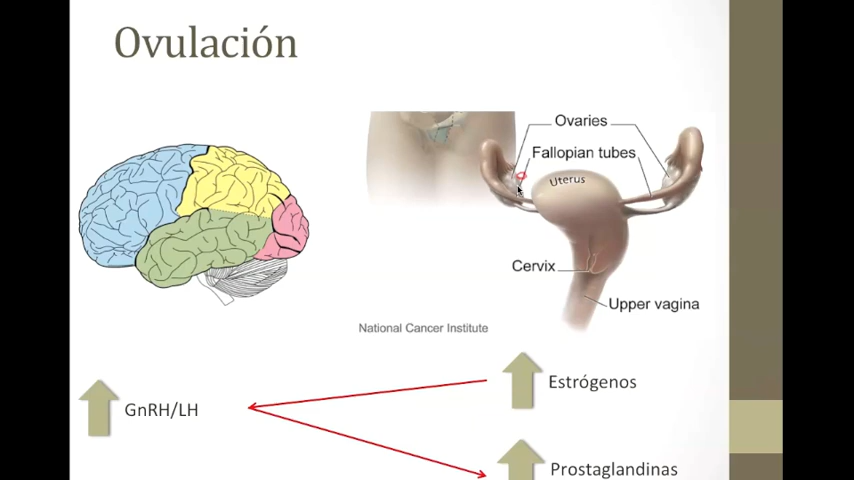 Ovulación
Ovaries
Fallopian tubes
Uterus
Cervix
Upper vagina
National Cancer Institute
Estrógenos
GnRH/LH
Prostaglandinas